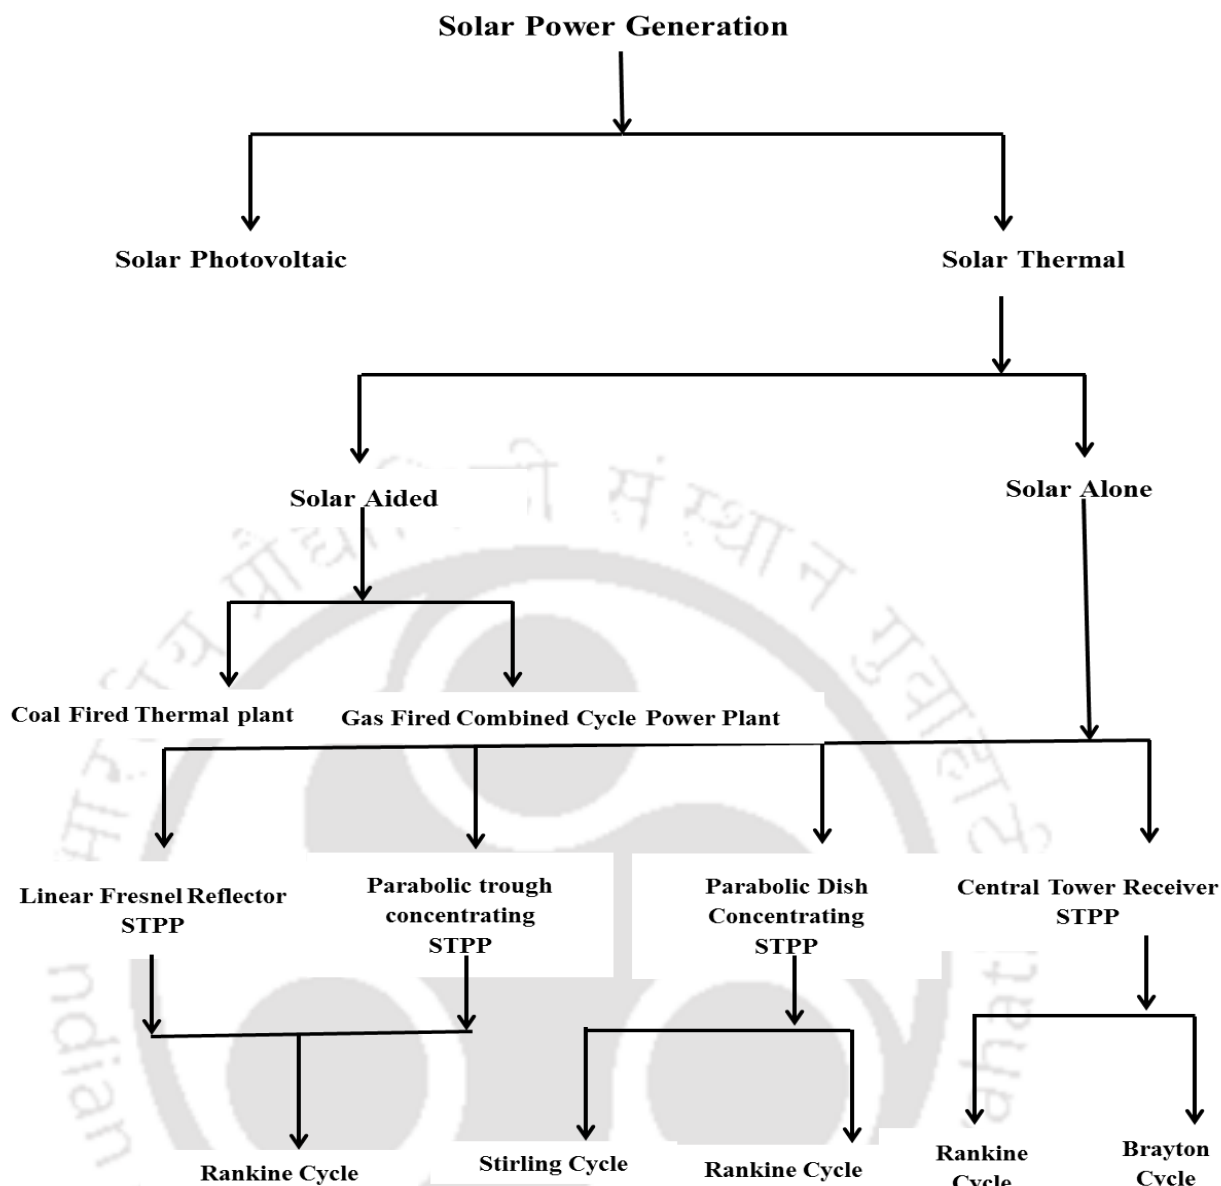 Solar Power Generation
Solar Photovoltaic
Solar Thermal
Solar Aided
Solar Alone
Coal Fired Thermal plant
Gas Fired Combined Cycle Power Plant
Linear Fresnel Reflector
STPP
Parabolic trough
concentrating
STPP
Parabolic Dish
Concentrating
STPP
Central Tower Receiver
STPP
Rankine Cycle
Stirling Cycle
Rankine Cycle
Rankine
Cycle
Brayton
Cycle
संस्थान
ndian